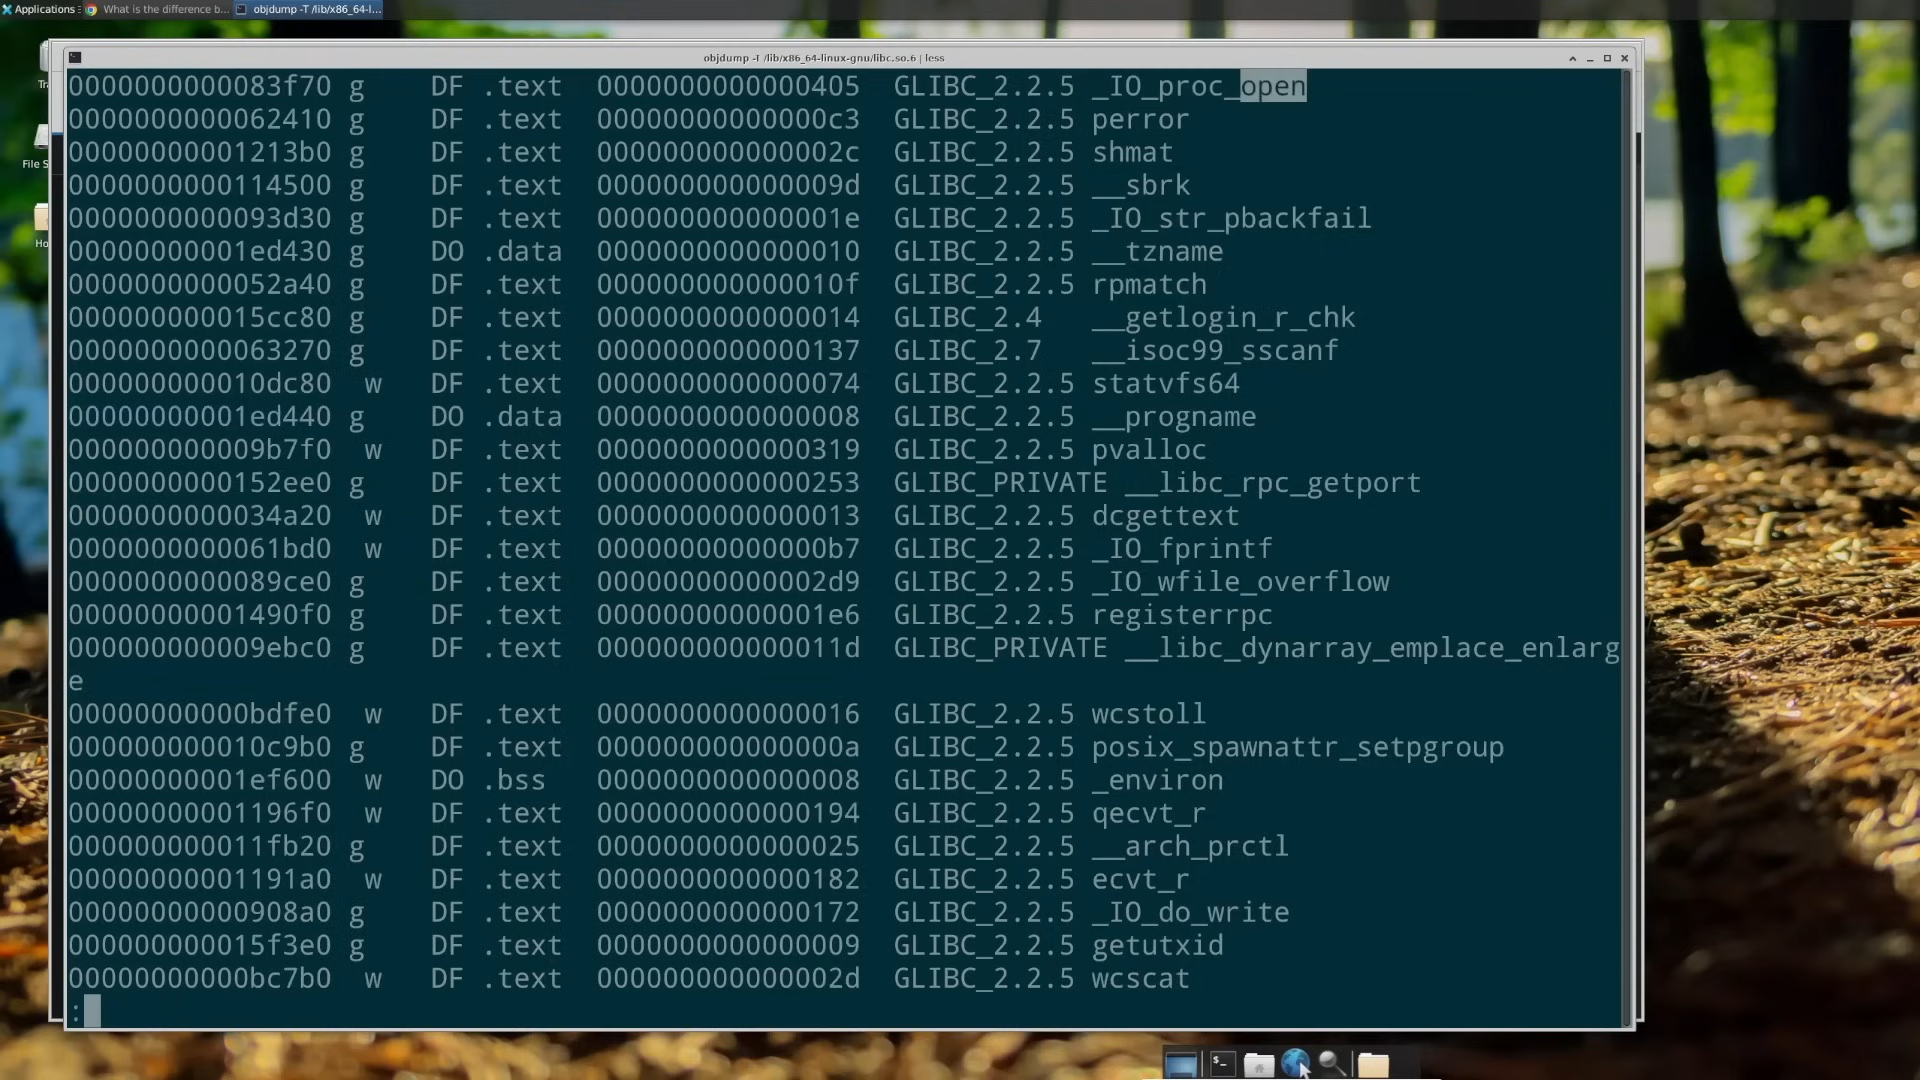 Applications
What is the difference b...
objdump -T /lib/x86_64-l...
objdump -T /lib/x86_64-linux-gnu/libc.so.6 | less
0000000000083f70 g DF .text 0000000000000405 GLIBC_2.2.5 _IO_proc_open
0000000000062410 g DF .text 00000000000000c3 GLIBC_2.2.5 perror
00000000001213b0 g DF .text 000000000000002c GLIBC_2.2.5 shmat
0000000000114500 g DF .text 000000000000009d GLIBC_2.2.5 __sbrk
0000000000093d30 g DF .text 000000000000001e GLIBC_2.2.5 _IO_str_pbackfail
00000000001ed430 g DO .data 0000000000000010 GLIBC_2.2.5 __tzname
0000000000052a40 g DF .text 000000000000010f GLIBC_2.2.5 rpmatch
000000000015cc80 g DF .text 0000000000000014 GLIBC_2.4 __getlogin_r_chk
0000000000063270 g DF .text 0000000000000137 GLIBC_2.7 __isoc99_sscanf
000000000010dc80 w DF .text 0000000000000074 GLIBC_2.2.5 statvfs64
00000000001ed440 g DO .data 0000000000000008 GLIBC_2.2.5 __progname
000000000009b7f0 w DF .text 0000000000000319 GLIBC_2.2.5 pvalloc
0000000000152ee0 g DF .text 0000000000000253 GLIBC_PRIVATE __libc_rpc_getport
0000000000034a20 w DF .text 0000000000000013 GLIBC_2.2.5 dcgettext
0000000000061bd0 w DF .text 00000000000000b7 GLIBC_2.2.5 _IO_fprintf
0000000000089ce0 g DF .text 00000000000002d9 GLIBC_2.2.5 _IO_wfile_overflow
00000000001490f0 g DF .text 00000000000001e6 GLIBC_2.2.5 registerrpc
000000000009ebc0 g DF .text 000000000000011d GLIBC_PRIVATE __libc_dynarray_emplace_enlarg
e
00000000000bdfe0 w DF .text 0000000000000016 GLIBC_2.2.5 wcstoll
000000000010c9b0 g DF .text 000000000000000a GLIBC_2.2.5 posix_spawnattr_setpgroup
00000000001ef600 w DO .bss 0000000000000008 GLIBC_2.2.5 _environ
00000000001196f0 w DF .text 0000000000000194 GLIBC_2.2.5 qecvt_r
000000000011fb20 g DF .text 0000000000000025 GLIBC_2.2.5 __arch_prctl
00000000001191a0 w DF .text 0000000000000182 GLIBC_2.2.5 ecvt_r
00000000000908a0 g DF .text 0000000000000172 GLIBC_2.2.5 _IO_do_write
000000000015f3e0 g DF .text 0000000000000009 GLIBC_2.2.5 getutxid
00000000000bc7b0 w DF .text 000000000000002d GLIBC_2.2.5 wcscat
:
Tra
File S
Ho